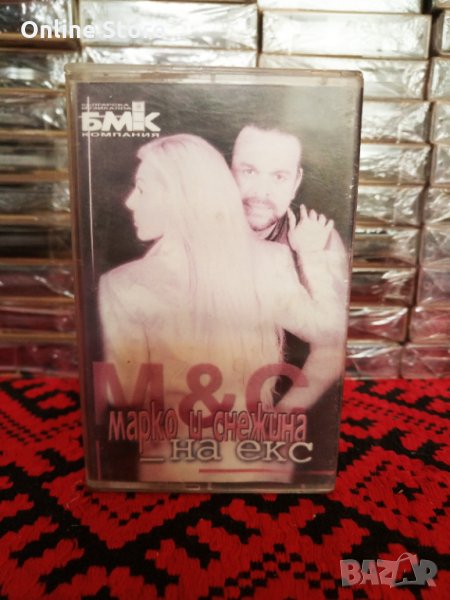 Online Store
БЪЛГАРСКА
МУЗИКАЛНА
БМК
КОМПАНИЯ
М&С
марко и снежина
на екс
BAZAR